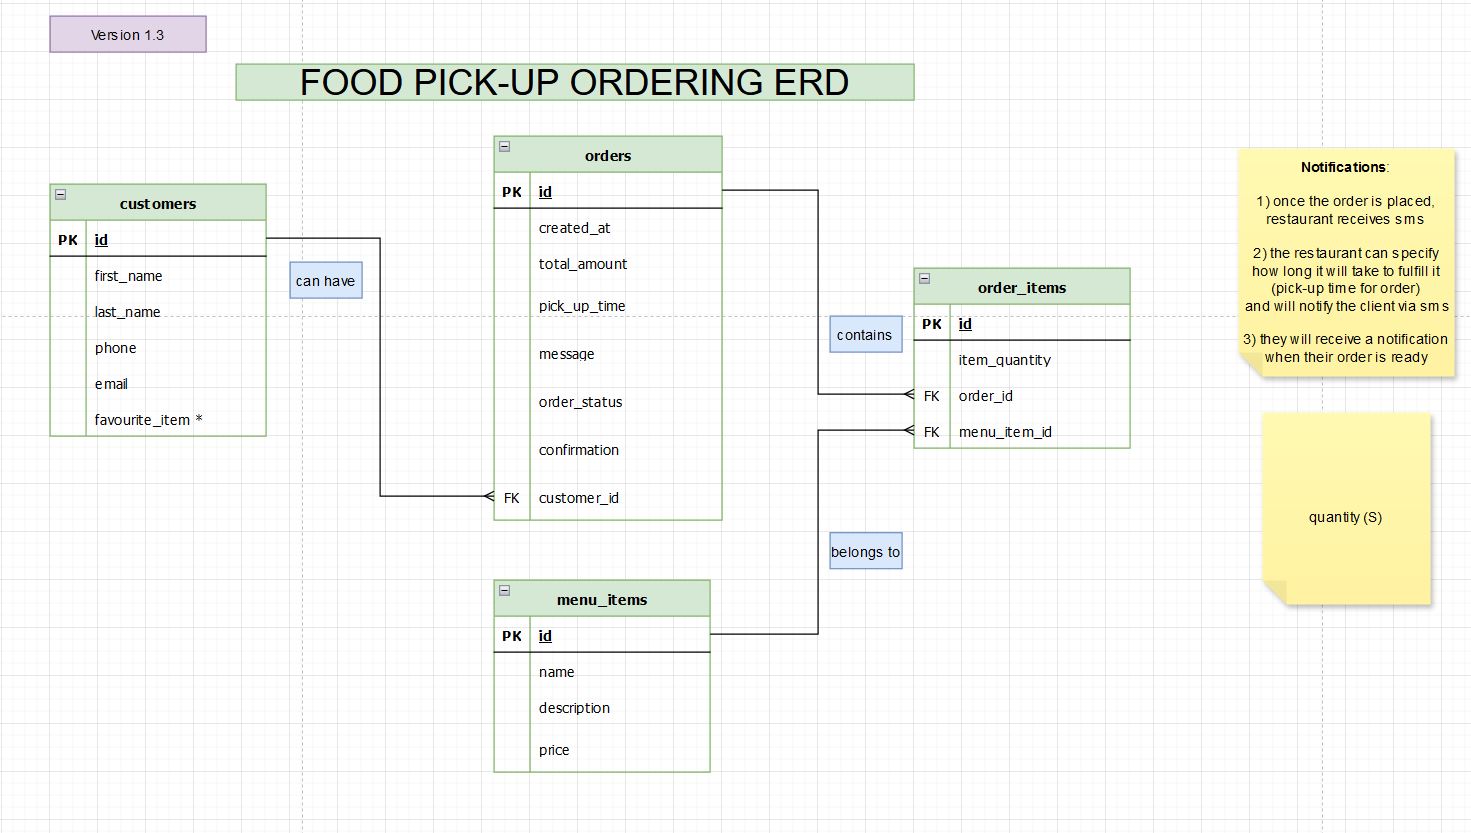 Version 1.3
FOOD PICK-UP ORDERING ERD
customers
PK id
first_name
last_name
phone
email
favourite_item *
can have
orders
PK id
created_at
total_amount
pick_up_time
message
order_status
confirmation
FK customer_id
menu_items
PK id
name
description
price
contains
belongs to
order_items
PK id
item_quantity
FK order_id
FK menu_item_id
Notifications:
1) once the order is placed,
restaurant receives sms
2) the restaurant can specify
how long it will take to fulfill it
(pick-up time for order)
and will notify the client via sms
3) they will receive a notification
when their order is ready
quantity (S)